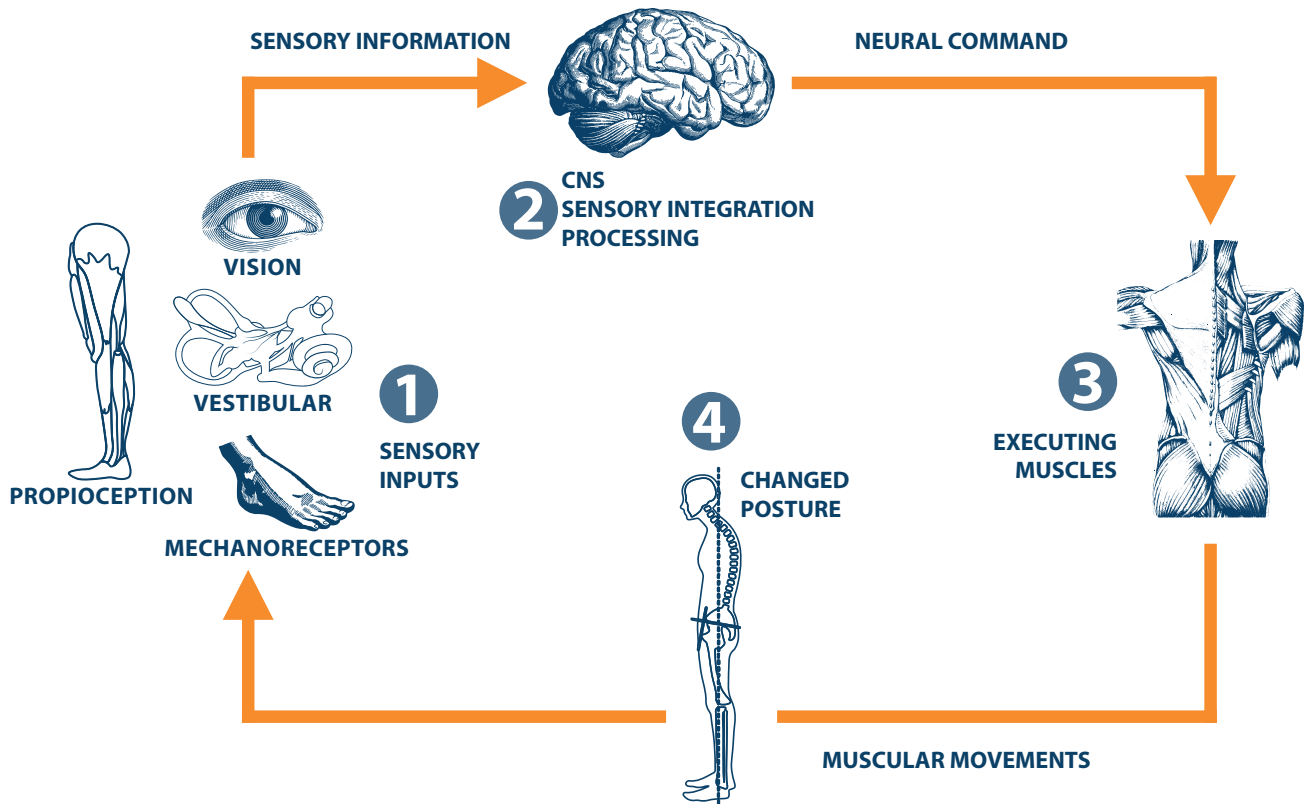 SENSORY INFORMATION
NEURAL COMMAND
2
CNS
SENSORY INTEGRATION
PROCESSING
VISION
VESTIBULAR
PROPIOCEPTION
MECHANORECEPTORS
1
SENSORY
INPUTS
3
EXECUTING
MUSCLES
4
CHANGED
POSTURE
MUSCULAR MOVEMENTS